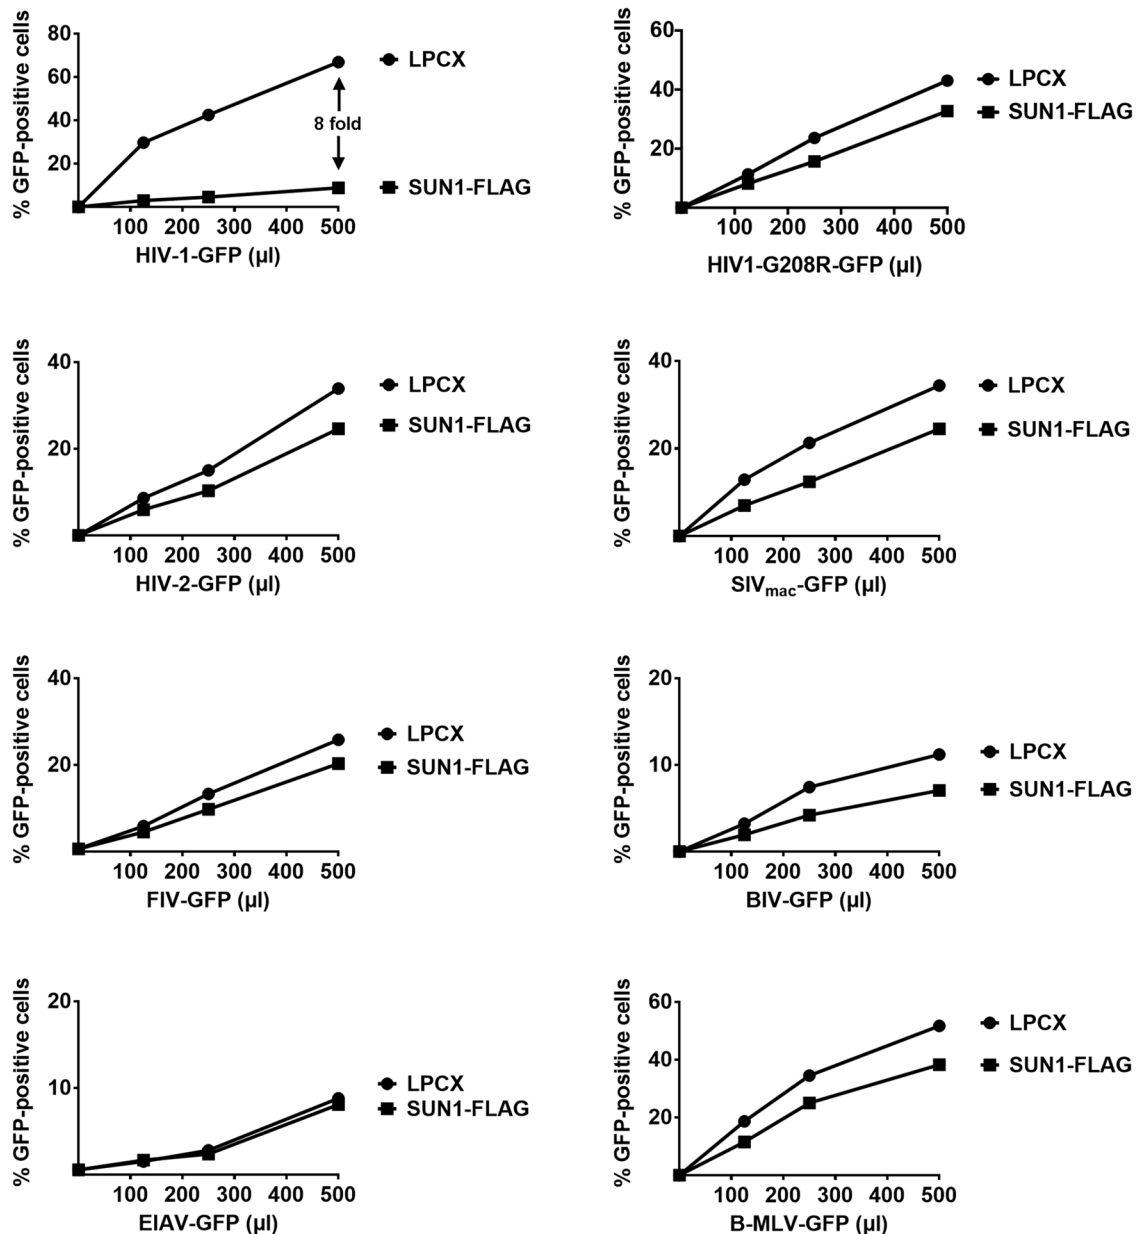 % GFP-positive cells
80
60
40
20
100 200 300 400 500
HIV-1-GFP (µl)
LPCX
8 fold
SUN1-FLAG
% GFP-positive cells
60
40
20
100 200 300 400 500
HIV1-G208R-GFP (µl)
LPCX
SUN1-FLAG
% GFP-positive cells
40
20
100 200 300 400 500
HIV-2-GFP (µl)
LPCX
SUN1-FLAG
% GFP-positive cells
40
20
100 200 300 400 500
SIVmac-GFP (µl)
LPCX
SUN1-FLAG
% GFP-positive cells
40
20
100 200 300 400 500
FIV-GFP (µl)
LPCX
SUN1-FLAG
% GFP-positive cells
20
10
100 200 300 400 500
BIV-GFP (µl)
LPCX
SUN1-FLAG
% GFP-positive cells
20
10
100 200 300 400 500
EIAV-GFP (µl)
LPCX
SUN1-FLAG
% GFP-positive cells
60
40
20
100 200 300 400 500
B-MLV-GFP (µl)
LPCX
SUN1-FLAG